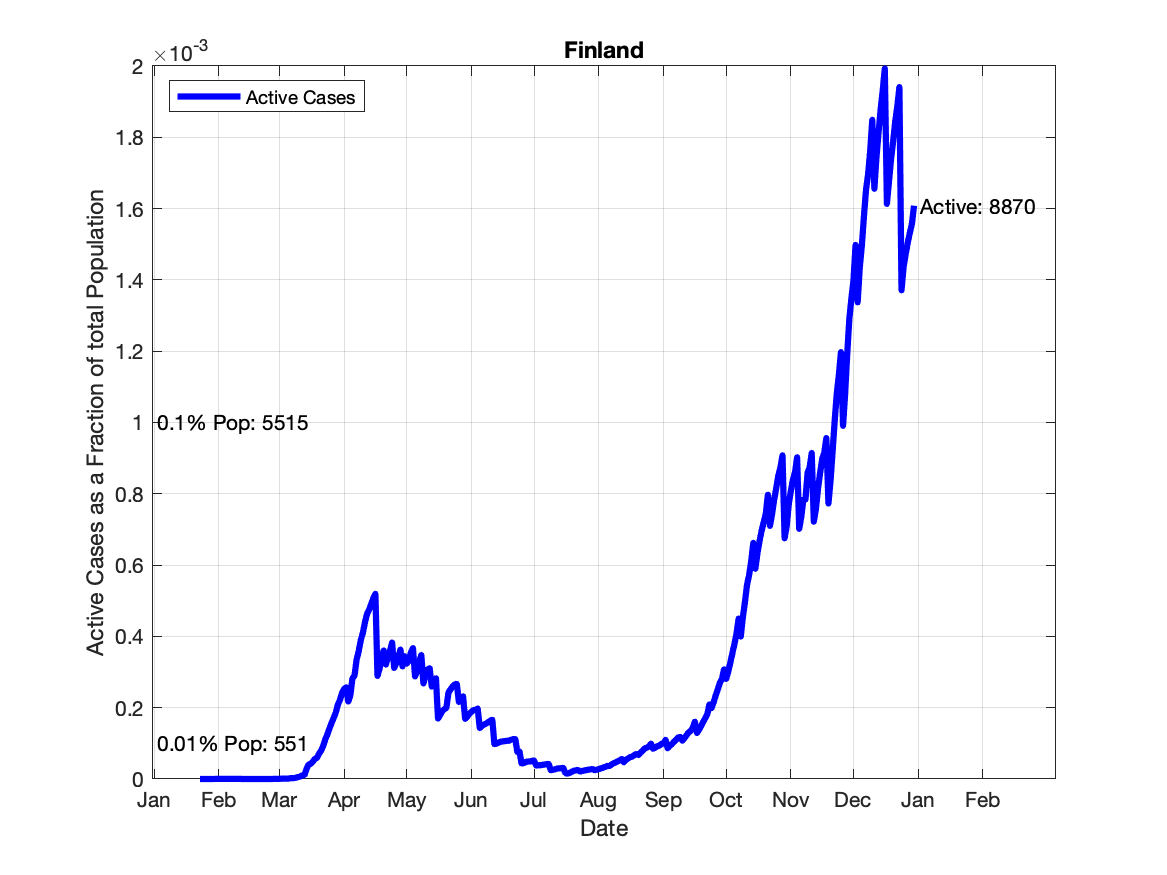 Finland
×10-3
Active Cases
2
1.8
1.6
1.4
1.2
1
0.8
0.6
0.4
0.2
0
Active Cases as a Fraction of total Population
Active: 8870
0.1% Pop: 5515
0.01% Pop: 551
Jan Feb Mar Apr May Jun Jul Aug Sep Oct Nov Dec Jan Feb
Date